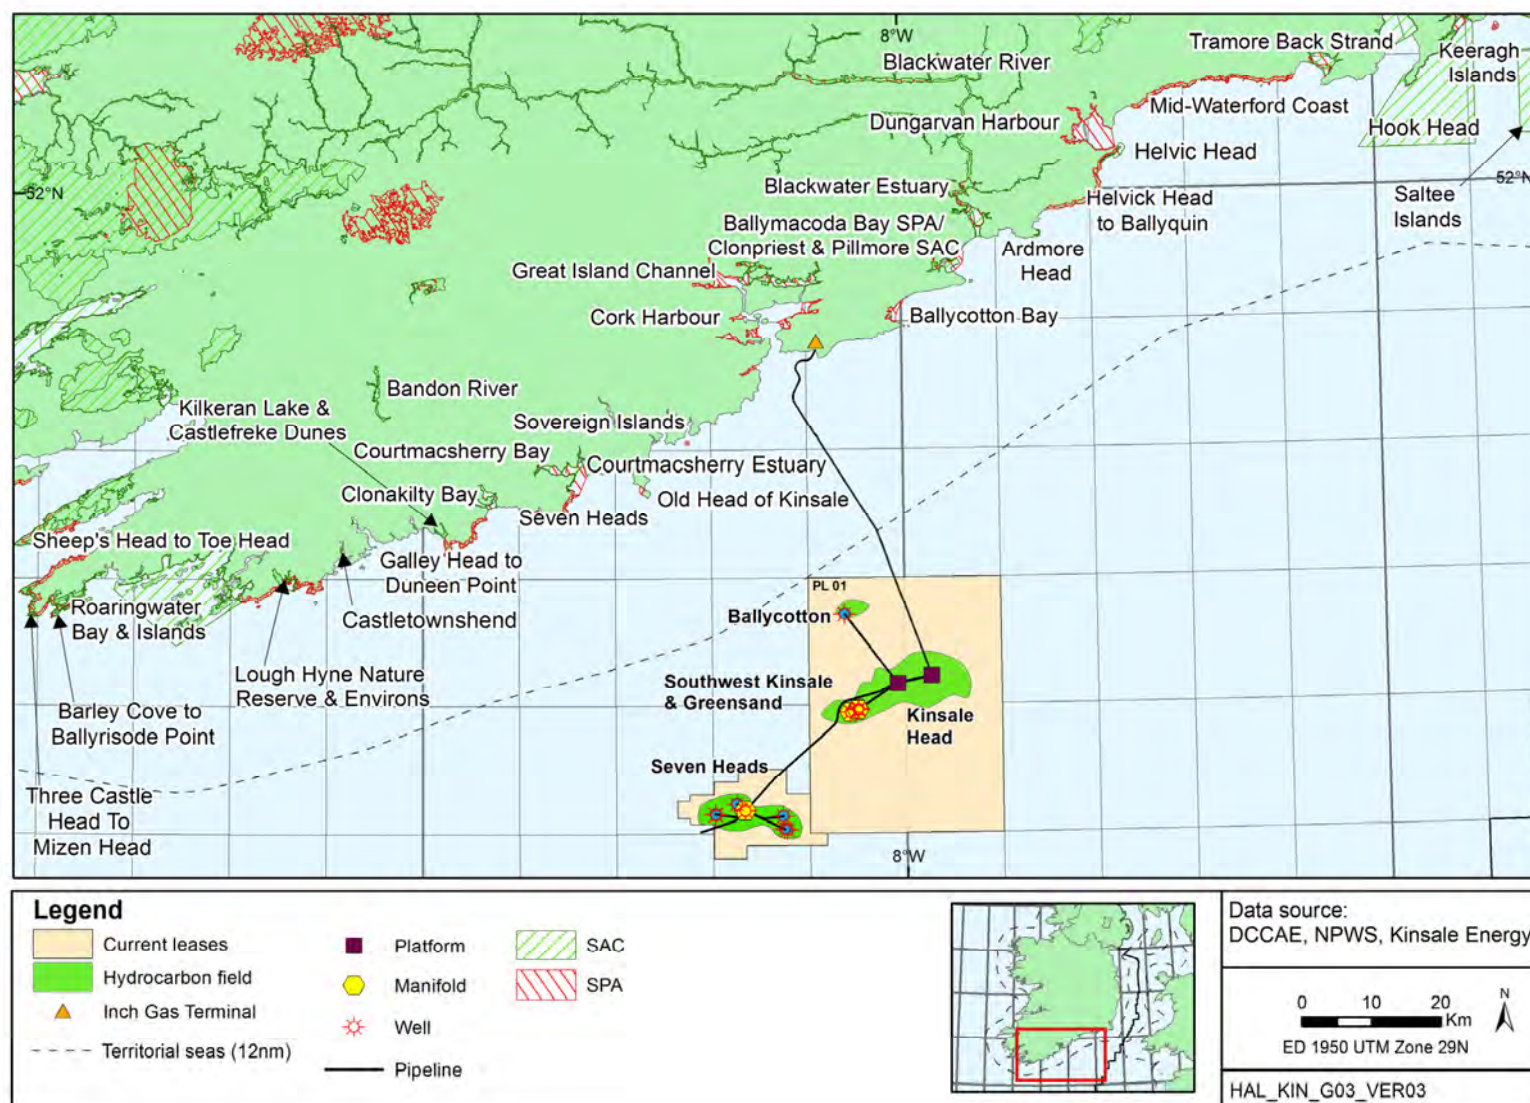 8°W
Blackwater River
Tramore Back Strand
Keeragh
Islands
Mid-Waterford Coast
Dungarvan Harbour
Hook Head
Helvic Head
52°N
52°N
Blackwater Estuary
Helvick Head
to Ballyquin
Saltee
Islands
Ballymacoda Bay SPA/
Clonpriest & Pillmore SAC
Ardmore
Head
Great Island Channel
Cork Harbour
Ballycotton Bay
Bandon River
Kilkeran Lake &
Castlefreke Dunes
Sovereign Islands
Courtmacsherry Bay
Courtmacsherry Estuary
Clonakilty Bay
Old Head of Kinsale
Seven Heads
Sheep's Head to Toe Head
Galley Head to
Duneen Point
PL 01
Roaringwater
Bay & Islands
Castletownshend
Ballycotton
Lough Hyne Nature
Reserve & Environs
Southwest Kinsale
& Greensand
Barley Cove to
Ballyrisode Point
Kinsale
Head
Seven Heads
Three Castle
Head To
Mizen Head
8°W
Legend
Current leases
Hydrocarbon field
Inch Gas Terminal
Territorial seas (12nm)
Platform
Manifold
Well
Pipeline
SAC
SPA
Data source:
DCCAE, NPWS, Kinsale Energy
0 10 20
Km
N
ED 1950 UTM Zone 29N
HAL_KIN_G03_VER03